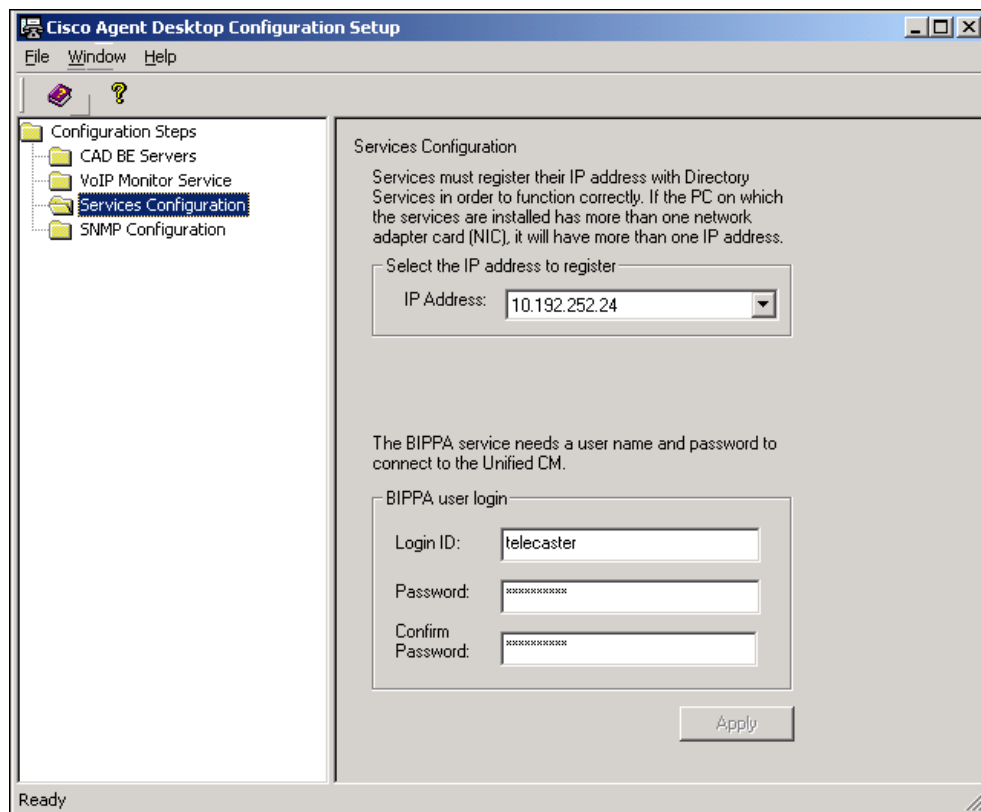 Cisco Agent Desktop Configuration Setup
File Window Help
Configuration Steps
CAD BE Servers
VoIP Monitor Service
Services Configuration
SNMP Configuration
Services Configuration
Services must register their IP address with Directory
Services in order to function correctly. If the PC on which
the services are installed has more than one network
adapter card (NIC), it will have more than one IP address.
Select the IP address to register
IP Address: 10.192.252.24
The BIPPA service needs a user name and password to
connect to the Unified CM.
BIPPA user login
Login ID: telecaster
Password: **********
Confirm
Password: **********
Apply
Ready